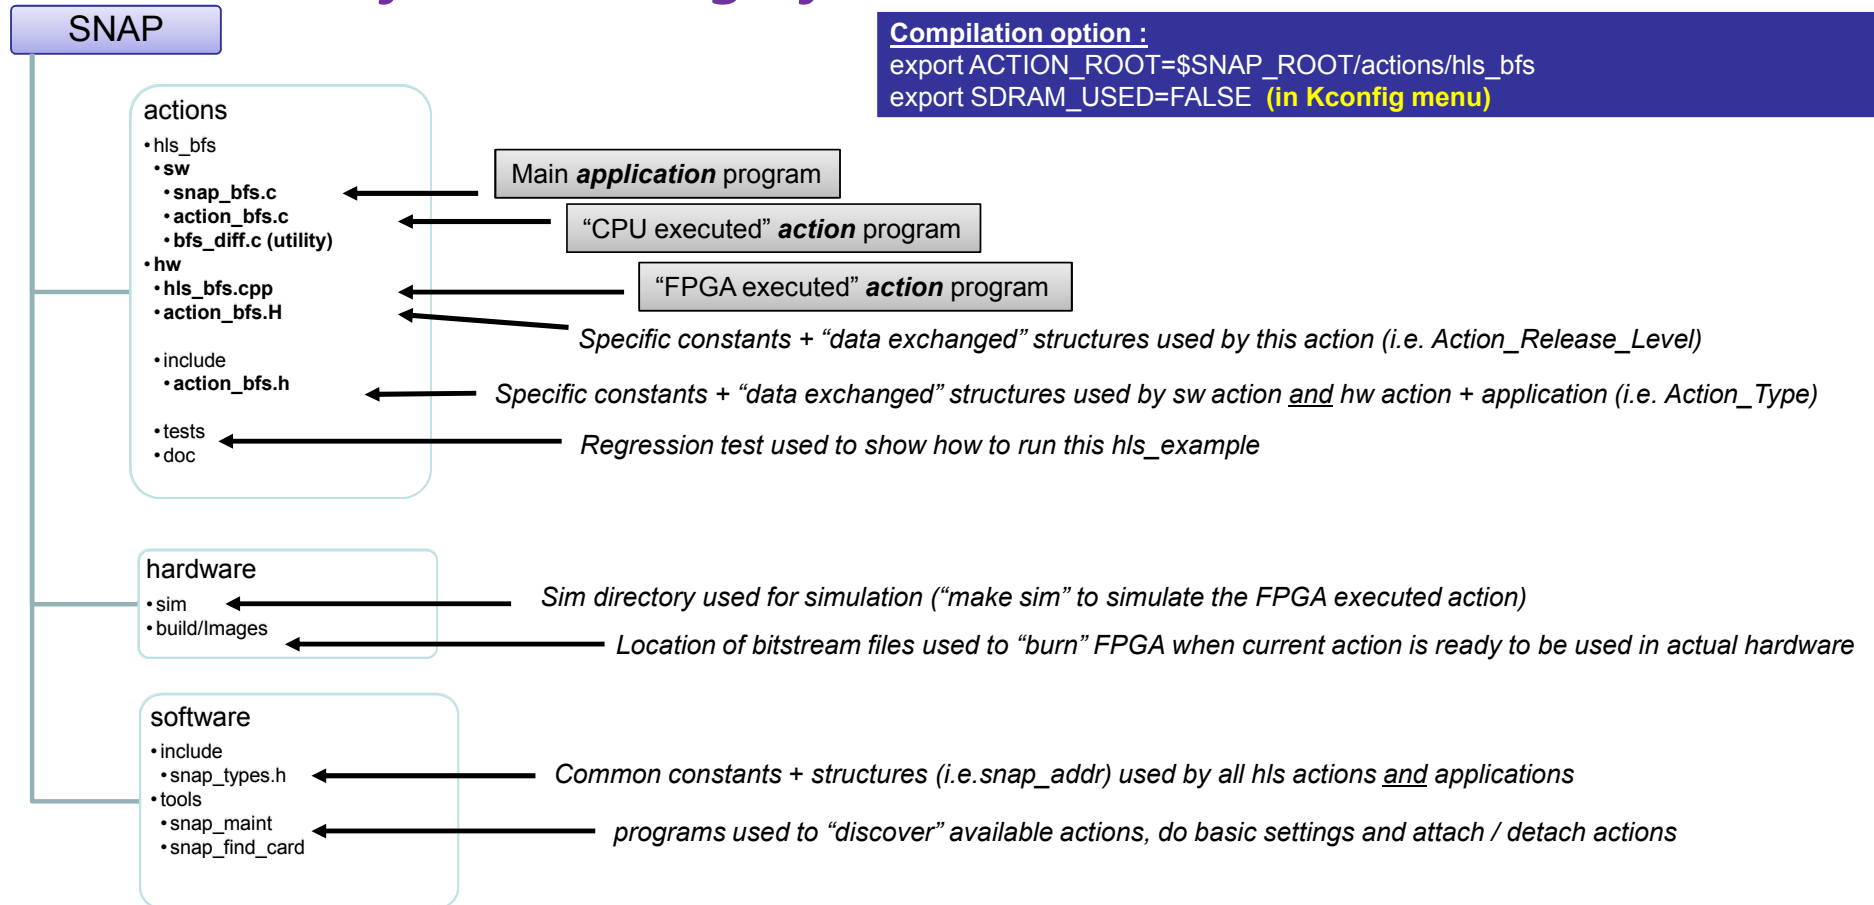 SNAP
Compilation option :
export ACTION_ROOT=$SNAP_ROOT/actions/hls_bfs
export SDRAM_USED=FALSE (in Kconfig menu)
actions
•hls_bfs
•sw
•snap_bfs.c
•action_bfs.c
•bfs_diff.c (utility)
•hw
•hls_bfs.cpp
•action_bfs.H
•include
•action_bfs.h
•tests
•doc
Main application program
“CPU executed” action program
“FPGA executed” action program
Specific constants + “data exchanged” structures used by this action (i.e. Action_Release_Level)
Specific constants + “data exchanged” structures used by sw action and hw action + application (i.e. Action_Type)
Regression test used to show how to run this hls_example
hardware
•sim
•build/Images
Sim directory used for simulation (“make sim” to simulate the FPGA executed action)
Location of bitstream files used to “burn” FPGA when current action is ready to be used in actual hardware
software
•include
•snap_types.h
•tools
•snap_maint
•snap_find_card
Common constants + structures (i.e.snap_addr) used by all hls actions and applications
programs used to “discover” available actions, do basic settings and attach / detach actions